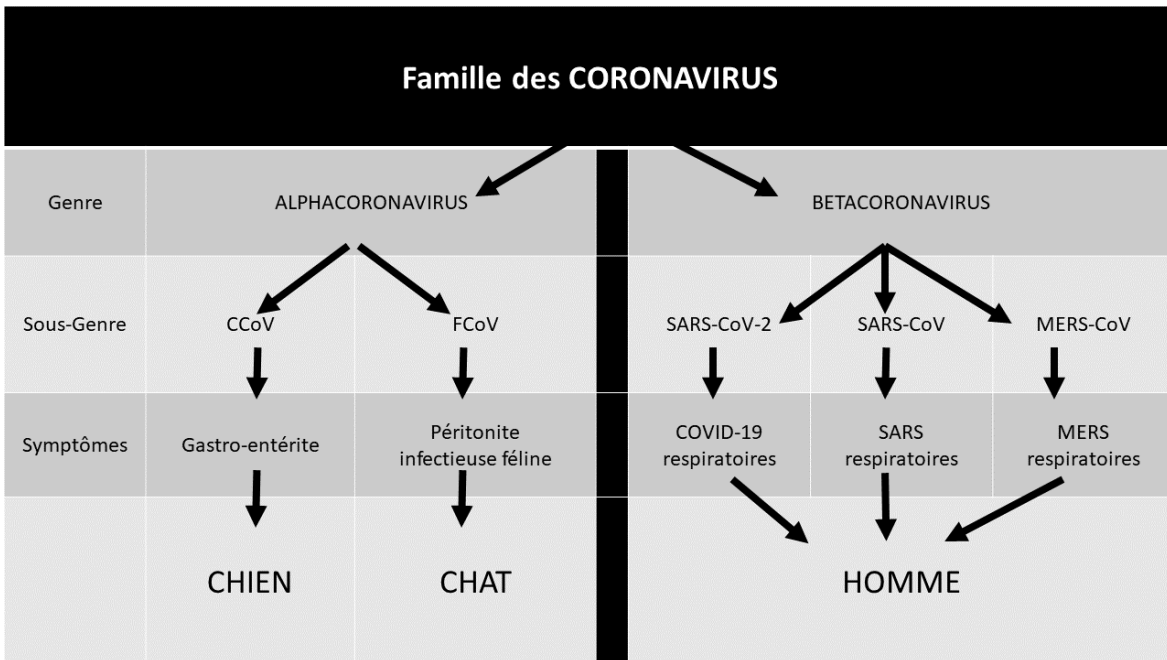 Famille des CORONAVIRUS
Genre
ALPHACORONAVIRUS
BETACORONAVIRUS
Sous-Genre
CCoV
FCoV
SARS-CoV-2
SARS-CoV
MERS-CoV
Symptômes
Gastro-entérite
Péritonite
infectieuse féline
COVID-19
respiratoires
SARS
respiratoires
MERS
respiratoires
CHIEN
CHAT
HOMME